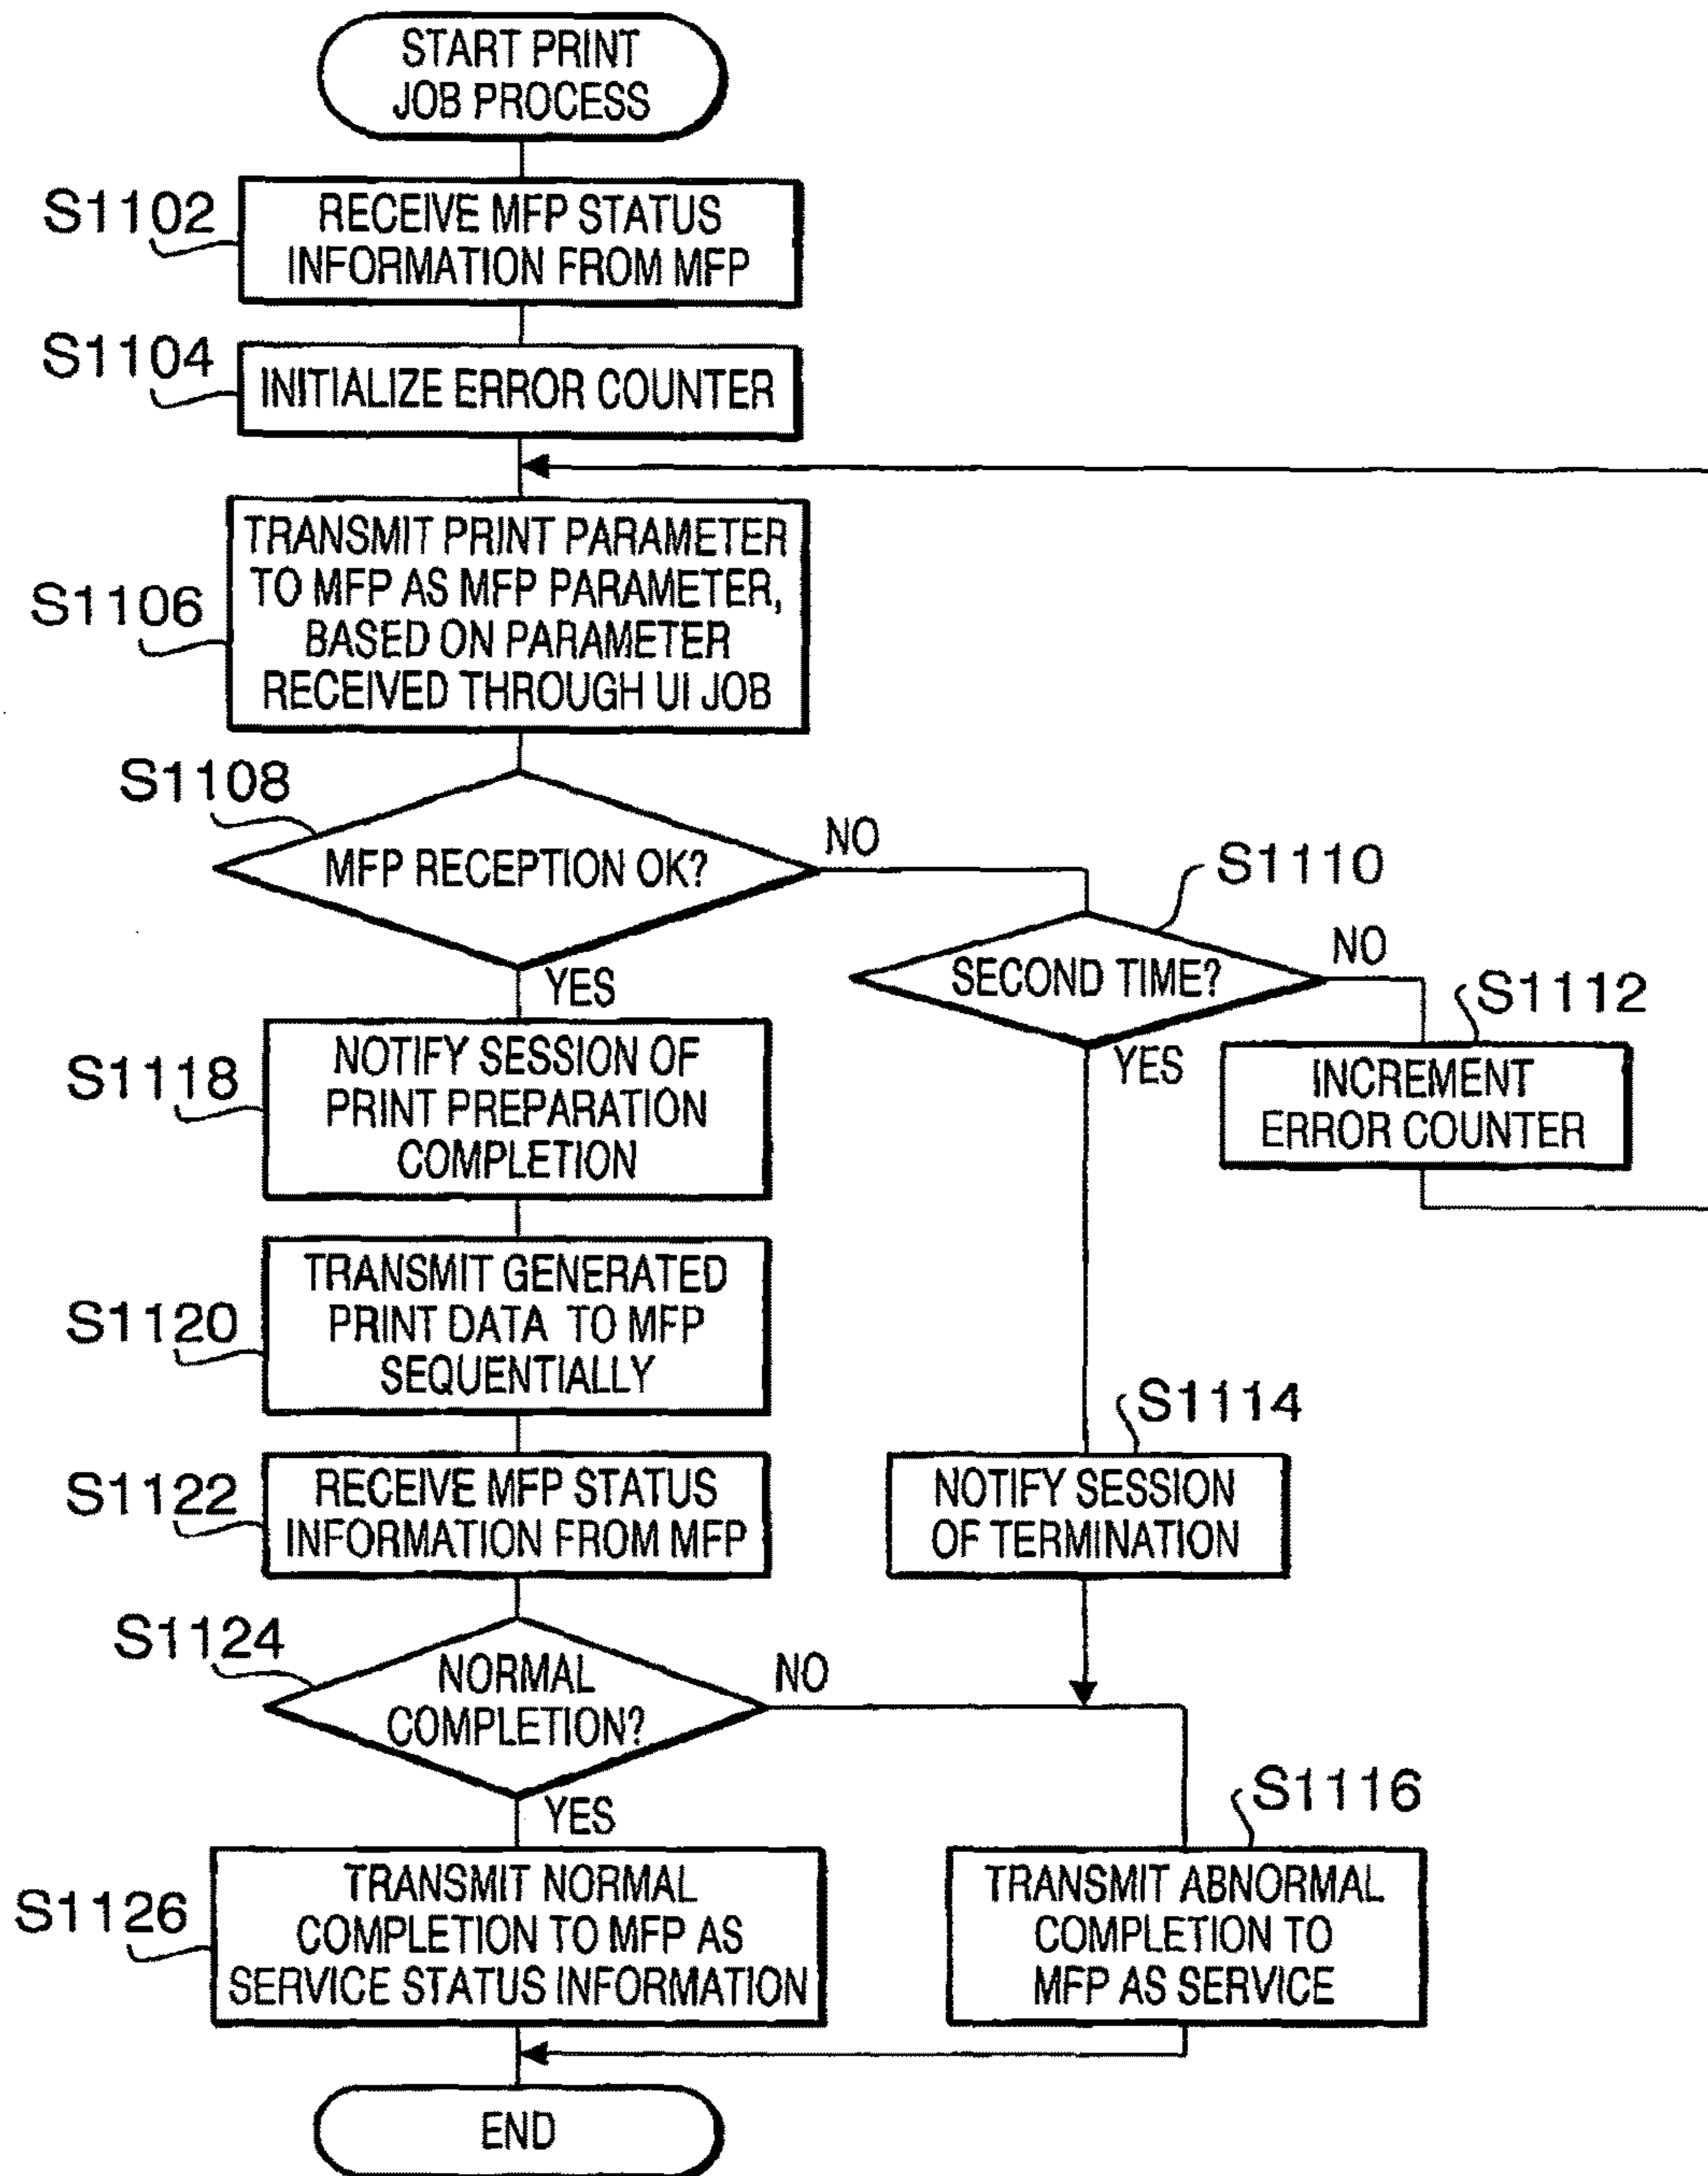 START PRINT
JOB PROCESS
S1102
RECEIVE MFP STATUS
INFORMATION FROM MFP
S1104
INITIALIZE ERROR COUNTER
S1106
TRANSMIT PRINT PARAMETER
TO MFP AS MFP PARAMETER,
BASED ON PARAMETER
RECEIVED THROUGH UI JOB
S1108
MFP RECEPTION OK?
NO
YES
S1110
SECOND TIME?
NO
YES
S1112
INCREMENT
ERROR COUNTER
S1118
NOTIFY SESSION OF
PRINT PREPARATION
COMPLETION
S1120
TRANSMIT GENERATED
PRINT DATA TO MFP
SEQUENTIALLY
S1114
NOTIFY SESSION
OF TERMINATION
S1122
RECEIVE MFP STATUS
INFORMATION FROM MFP
S1124
NORMAL
COMPLETION?
NO
YES
S1116
TRANSMIT ABNORMAL
COMPLETION TO
MFP AS SERVICE
S1126
TRANSMIT NORMAL
COMPLETION TO MFP AS
SERVICE STATUS INFORMATION
END